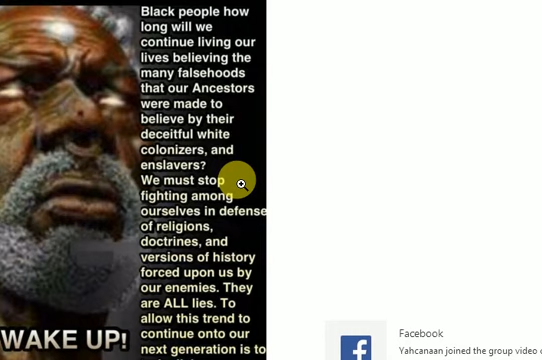 Black people how
long will we
continue living our
lives believing the
many falsehoods
that our Ancestors
were made to
believe by their
deceitful white
colonizers, and
enslavers?
We must stop
fighting among
ourselves in defense
of religions,
doctrines, and
versions of history
forced upon us by
our enemies. They
are ALL lies. To
allow this trend to
continue onto our
next generation is to
WAKE UP!
Facebook
Yahcanaan joined the group video